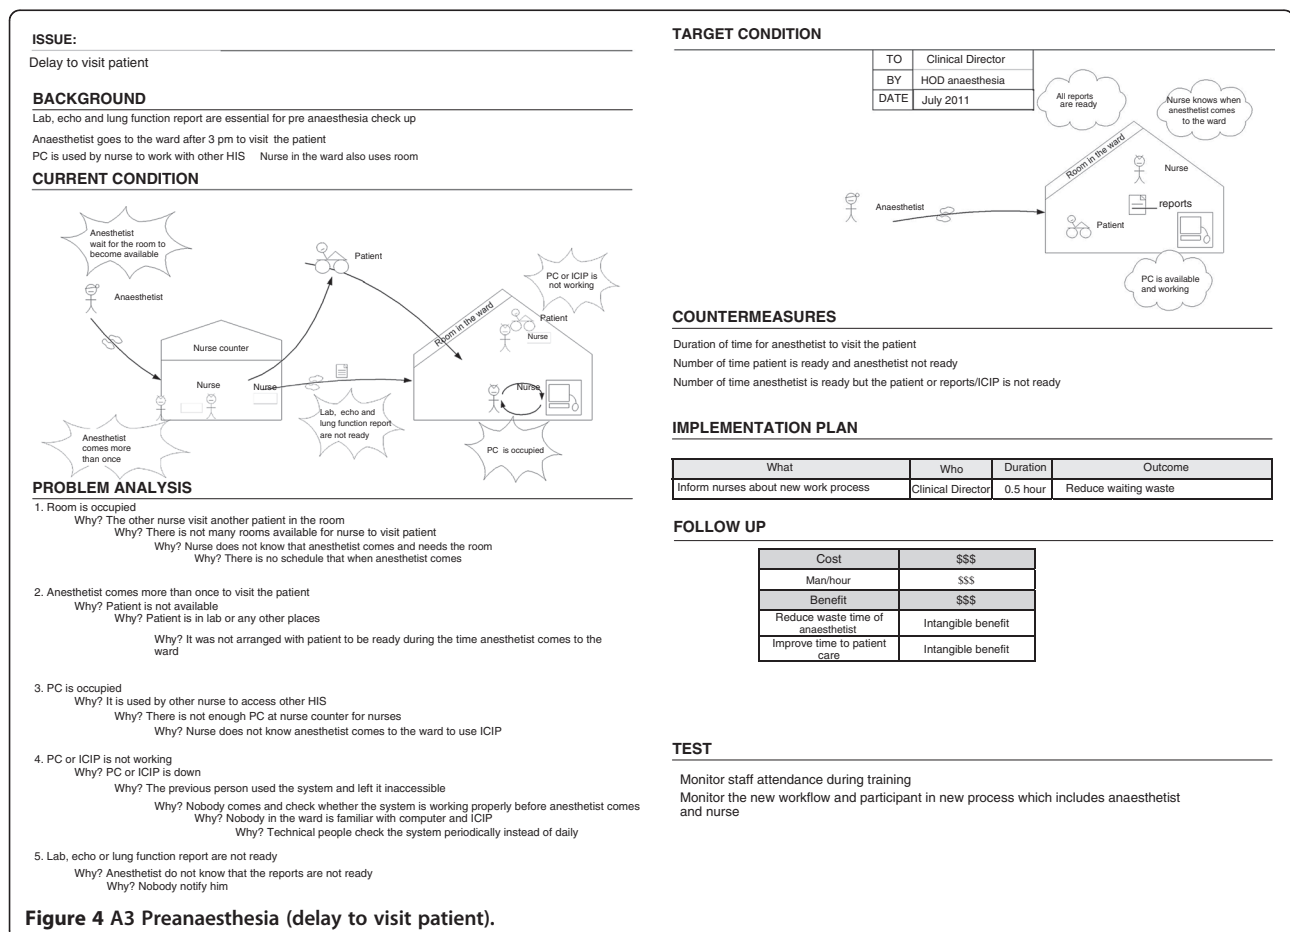 ISSUE:
Delay to visit patient
BACKGROUND
Lab, echo and lung function report are essential for pre anaesthesia check up
Anaesthetist goes to the ward after 3 pm to visit the patient
PC is used by nurse to work with other HIS Nurse in the ward also uses room
CURRENT CONDITION
Anesthetist
wait for the room to
become available
Anaesthetist
Patient
PC or ICIP is
not working
Nurse counter
Nurse
Nurse
Room in the ward
Patient
Nurse
Nurse
Anesthetist
comes more
than once
Lab, echo and
lung function report
are not ready
PC is occupied
PROBLEM ANALYSIS
1. Room is occupied
Why? The other nurse visit another patient in the room
Why? There is not many rooms available for nurse to visit patient
Why? Nurse does not know that anesthetist comes and needs the room
Why? There is no schedule that when anesthetist comes
2. Anesthetist comes more than once to visit the patient
Why? Patient is not available
Why? Patient is in lab or any other places
Why? It was not arranged with patient to be ready during the time anesthetist comes to the
ward
3. PC is occupied
Why? It is used by other nurse to access other HIS
Why? There is not enough PC at nurse counter for nurses
Why? Nurse does not know anesthetist comes to the ward to use ICIP
4. PC or ICIP is not working
Why? PC or ICIP is down
Why? The previous person used the system and left it inaccessible
Why? Nobody comes and check whether the system is working properly before anesthetist comes
Why? Nobody in the ward is familiar with computer and ICIP
Why? Technical people check the system periodically instead of daily
5. Lab, echo or lung function report are not ready
Why? Anesthetist do not know that the reports are not ready
Why? Nobody notify him
TARGET CONDITION
TO Clinical Director
BY HOD anaesthesia
DATE July 2011
All reports
are ready
Nurse knows when
anesthetist comes
to the ward
Room in the ward
Nurse
Anaesthetist
reports
Patient
PC is available
and working
COUNTERMEASURES
Duration of time for anesthetist to visit the patient
Number of time patient is ready and anesthetist not ready
Number of time anesthetist is ready but the patient or reports/ICIP is not ready
IMPLEMENTATION PLAN
What Who Duration Outcome
Inform nurses about new work process Clinical Director 0.5 hour Reduce waiting waste
FOLLOW UP
Cost $$$
Man/hour $$$
Benefit $$$
Reduce waste time of
anaesthetist Intangible benefit
Improve time to patient
care Intangible benefit
TEST
Monitor staff attendance during training
Monitor the new workflow and participant in new process which includes anaesthetist
and nurse
Figure 4 A3 Preanaesthesia (delay to visit patient).